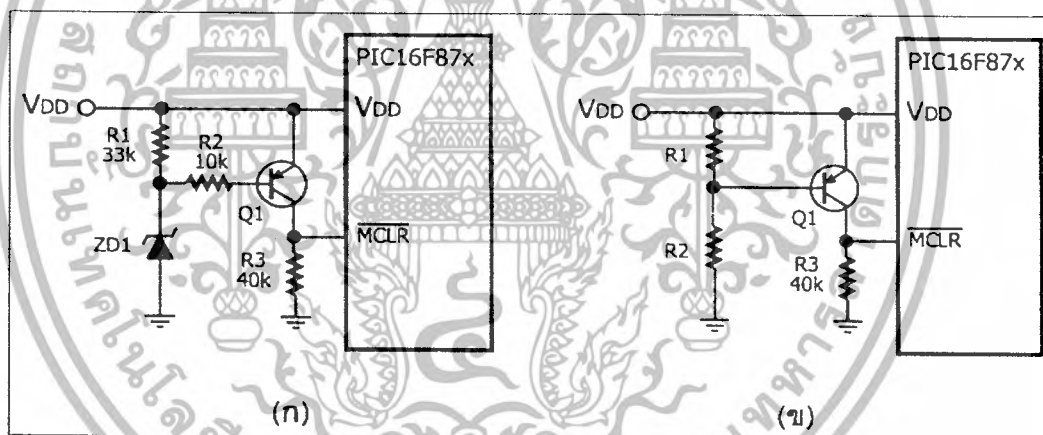 PIC16F87x
VDD
VDD
R1
33k
R2
10k
Q1
ZD1
MCLR
R3
40k
(ก)
PIC16F87x
VDD
VDD
R1
Q1
R2
MCLR
R3
40k
(ข)